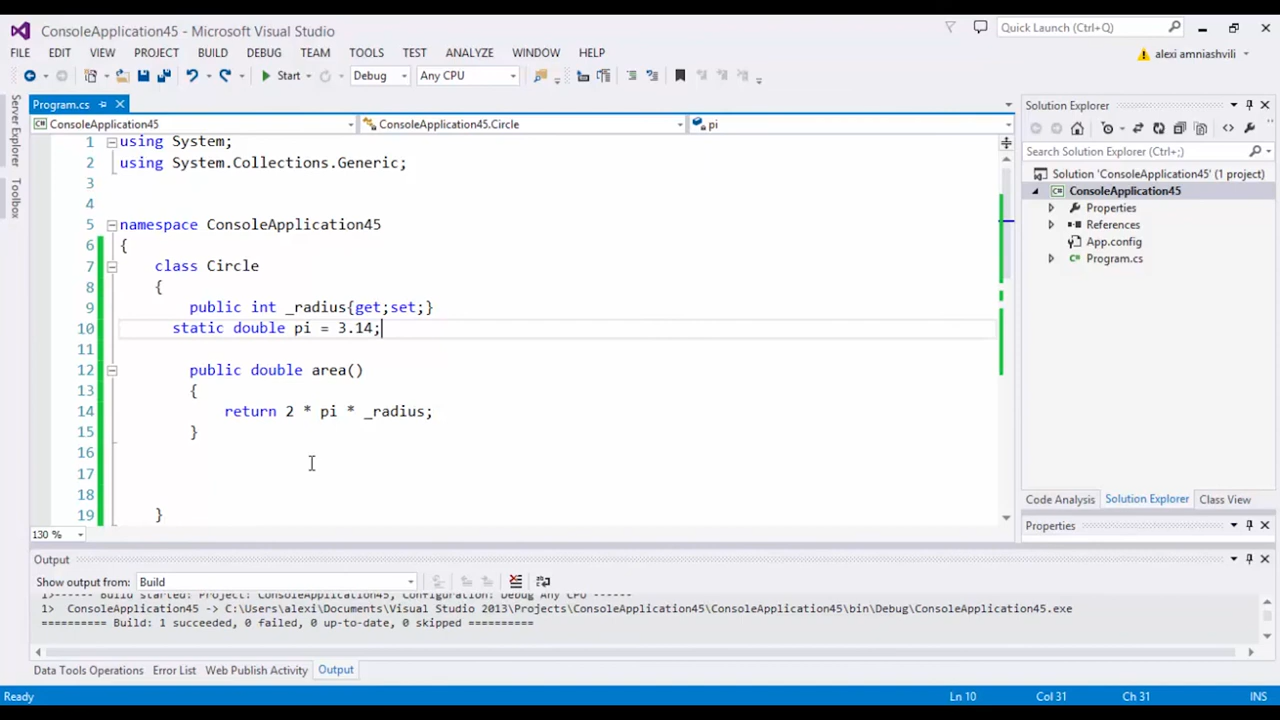 ConsoleApplication45 - Microsoft Visual Studio
Quick Launch (Ctrl+Q)
FILE EDIT VIEW PROJECT BUILD DEBUG TEAM TOOLS TEST ANALYZE WINDOW HELP
alexi amniashvili
Start Debug Any CPU
Program.cs
Solution Explorer
Server Explorer
Toolbox
ConsoleApplication45
ConsoleApplication45.Circle
pi
1 using System;
2 using System.Collections.Generic;
3
4
5 namespace ConsoleApplication45
6 {
7 class Circle
8 {
9 public int _radius{get;set;}
10 static double pi = 3.14;
11
12 public double area()
13 {
14 return 2 * pi * _radius;
15 }
16
17
18
19 }
Search Solution Explorer (Ctrl+;)
Solution 'ConsoleApplication45' (1 project)
ConsoleApplication45
Properties
References
App.config
Program.cs
Code Analysis Solution Explorer Class View
Properties
130 %
Output
Show output from: Build
1>------ Build started: Project: ConsoleApplication45, Configuration: Debug Any CPU ------
1> ConsoleApplication45 -> C:\Users\alexi\Documents\Visual Studio 2013\Projects\ConsoleApplication45\ConsoleApplication45\bin\Debug\ConsoleApplication45.exe
========== Build: 1 succeeded, 0 failed, 0 up-to-date, 0 skipped ==========
Data Tools Operations Error List Web Publish Activity Output
Ready Ln 10 Col 31 Ch 31 INS